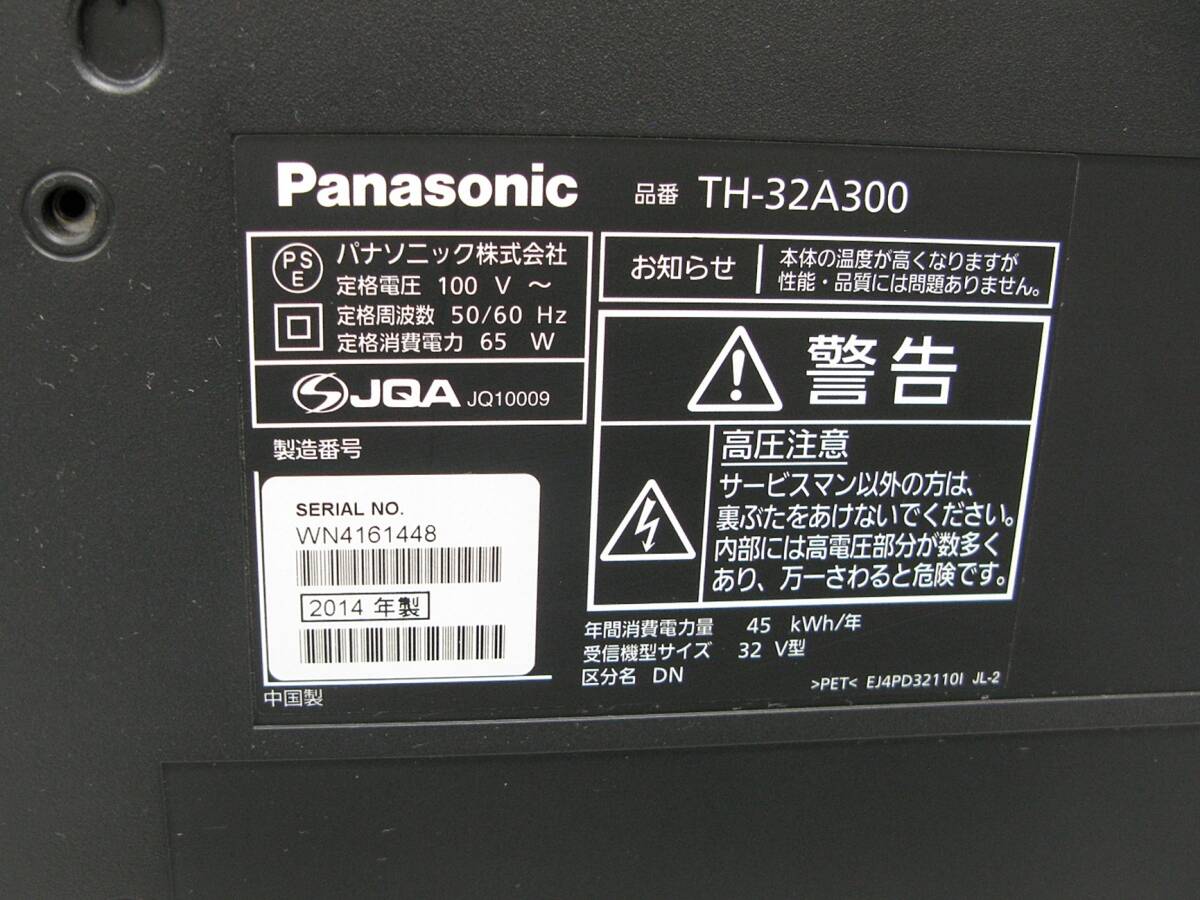 Panasonic
品番 TH-32A300
PS
E
パナソニック株式会社
定格電圧 100 V ～
定格周波数 50/60 Hz
定格消費電力 65 W
JQA JQ10009
お知らせ
本体の温度が高くなりますが
性能・品質には問題ありません。
警告
高圧注意
サービスマン以外の方は、
裏ぶたをあけないでください。
内部には高電圧部分が数多く
あり、万一さわると危険です。
製造番号
SERIAL NO.
WN4161448
2014 年製
中国製
年間消費電力量 45 kWh/年
受信機型サイズ 32 V型
区分名 DN
>PET< EJ4PD32110I JL-2